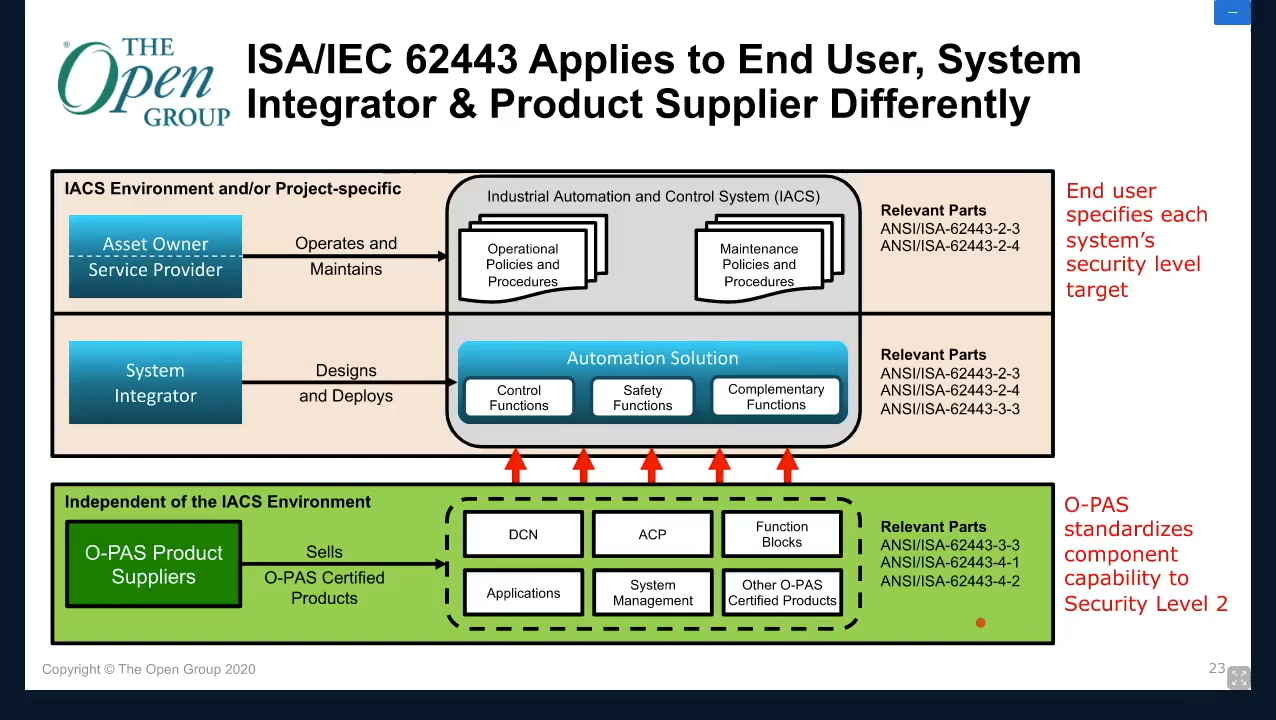 ® THE
Open
GROUP
ISA/IEC 62443 Applies to End User, System
Integrator & Product Supplier Differently
IACS Environment and/or Project-specific
Asset Owner
Service Provider
Operates and
Maintains
Industrial Automation and Control System (IACS)
Operational
Policies and
Procedures
Maintenance
Policies and
Procedures
Relevant Parts
ANSI/ISA-62443-2-3
ANSI/ISA-62443-2-4
End user
specifies each
system’s
security level
target
System
Integrator
Designs
and Deploys
Automation Solution
Control
Functions
Safety
Functions
Complementary
Functions
Relevant Parts
ANSI/ISA-62443-2-3
ANSI/ISA-62443-2-4
ANSI/ISA-62443-3-3
Independent of the IACS Environment
O-PAS Product
Suppliers
Sells
O-PAS Certified
Products
DCN
ACP
Function
Blocks
Applications
System
Management
Other O-PAS
Certified Products
Relevant Parts
ANSI/ISA-62443-3-3
ANSI/ISA-62443-4-1
ANSI/ISA-62443-4-2
O-PAS
standardizes
component
capability to
Security Level 2
Copyright © The Open Group 2020
23